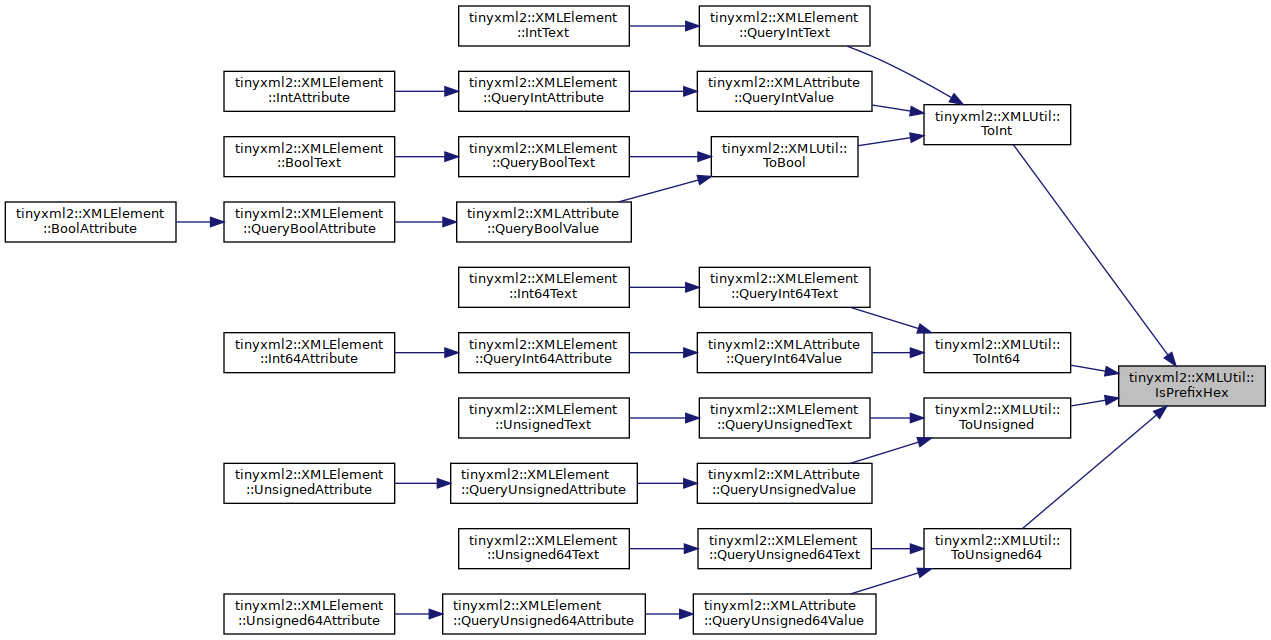 tinyxml2::XMLElement
::IntText
tinyxml2::XMLElement
::QueryIntText
tinyxml2::XMLElement
::IntAttribute
tinyxml2::XMLElement
::QueryIntAttribute
tinyxml2::XMLAttribute
::QueryIntValue
tinyxml2::XMLUtil::
ToInt
tinyxml2::XMLElement
::BoolText
tinyxml2::XMLElement
::QueryBoolText
tinyxml2::XMLUtil::
ToBool
tinyxml2::XMLElement
::BoolAttribute
tinyxml2::XMLElement
::QueryBoolAttribute
tinyxml2::XMLAttribute
::QueryBoolValue
tinyxml2::XMLElement
::Int64Text
tinyxml2::XMLElement
::QueryInt64Text
tinyxml2::XMLElement
::Int64Attribute
tinyxml2::XMLElement
::QueryInt64Attribute
tinyxml2::XMLAttribute
::QueryInt64Value
tinyxml2::XMLUtil::
ToInt64
tinyxml2::XMLUtil::
IsPrefixHex
tinyxml2::XMLElement
::UnsignedText
tinyxml2::XMLElement
::QueryUnsignedText
tinyxml2::XMLUtil::
ToUnsigned
tinyxml2::XMLElement
::UnsignedAttribute
tinyxml2::XMLElement
::QueryUnsignedAttribute
tinyxml2::XMLAttribute
::QueryUnsignedValue
tinyxml2::XMLElement
::Unsigned64Text
tinyxml2::XMLElement
::QueryUnsigned64Text
tinyxml2::XMLUtil::
ToUnsigned64
tinyxml2::XMLElement
::Unsigned64Attribute
tinyxml2::XMLElement
::QueryUnsigned64Attribute
tinyxml2::XMLAttribute
::QueryUnsigned64Value